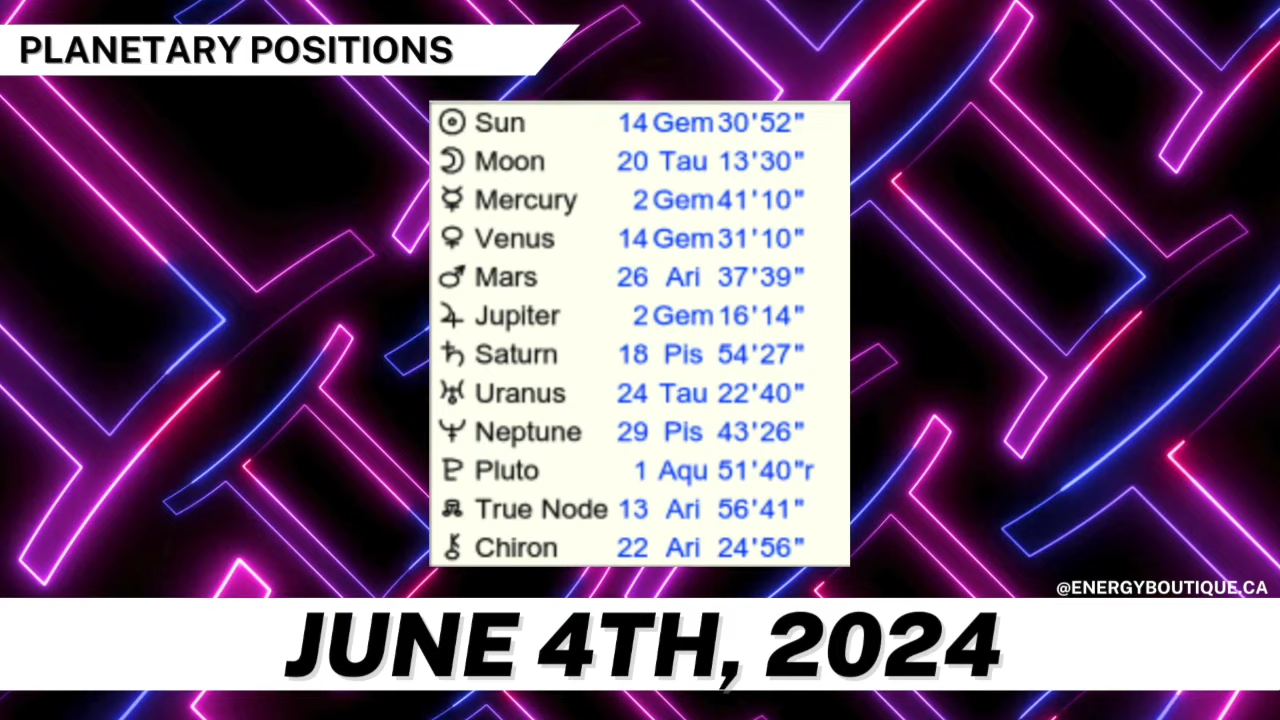 PLANETARY POSITIONS
☉ Sun 14 Gem 30'52"
☽ Moon 20 Tau 13'30"
☿ Mercury 2 Gem 41'10"
♀ Venus 14 Gem 31'10"
♂ Mars 26 Ari 37'39"
♃ Jupiter 2 Gem 16'14"
♄ Saturn 18 Pis 54'27"
♅ Uranus 24 Tau 22'40"
♆ Neptune 29 Pis 43'26"
♇ Pluto 1 Aqu 51'40"r
☊ True Node 13 Ari 56'41"
⚷ Chiron 22 Ari 24'56"
@ENERGYBOUTIQUE.CA
JUNE 4TH, 2024